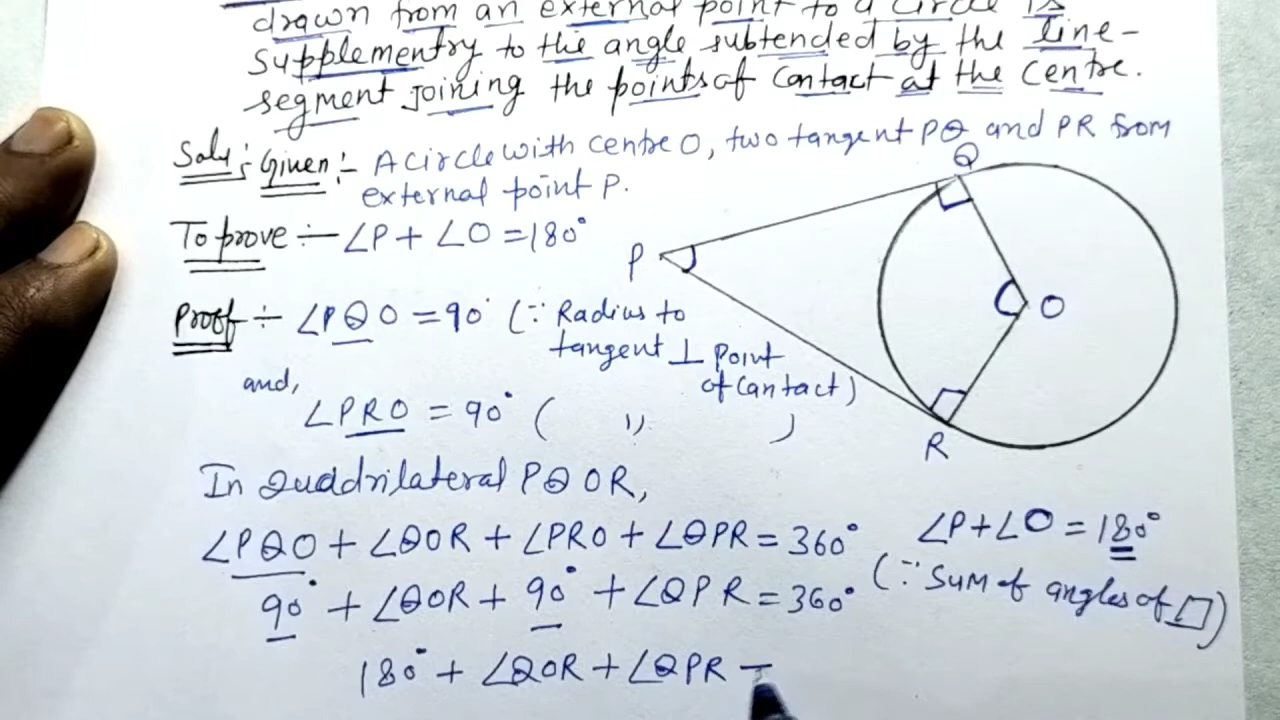 drawn from an external point to a circle is
supplementry to the angle subtended by the line-
segment joining the points of contact at the centre.
Solu:- Given:- A circle with centre O, two tangent PQ and PR from
external point P.
To prove :- ∠P + ∠O = 180°
Proof :- ∠PQO = 90° (∵ Radius to
tangent ⊥ point
of contact)
and,
∠PRO = 90° ( ,, )
In quadrilateral PQOR,
∠PQO + ∠QOR + ∠PRO + ∠QPR = 360°
90° + ∠QOR + 90° + ∠QPR = 360°
180° + ∠QOR + ∠QPR =
∠P + ∠O = 180°
(∵ Sum of angles of ▱)
P
Q
O
R